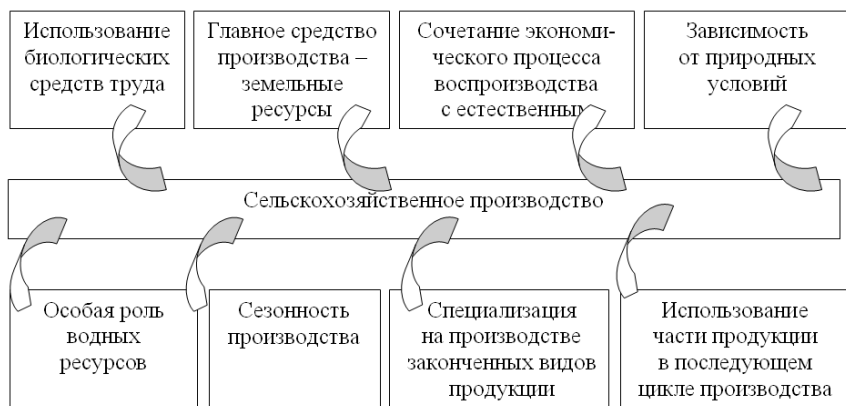 Использование
биологических
средств труда
Главное средство
производства –
земельные
ресурсы
Сочетание экономи-
ческого процесса
воспроизводства
с естественным
Зависимость
от природных
условий
Сельскохозяйственное производство
Особая роль
водных
ресурсов
Сезонность
производства
Специализация
на производстве
законченных видов
продукции
Использование
части продукции
в последующем
цикле производства